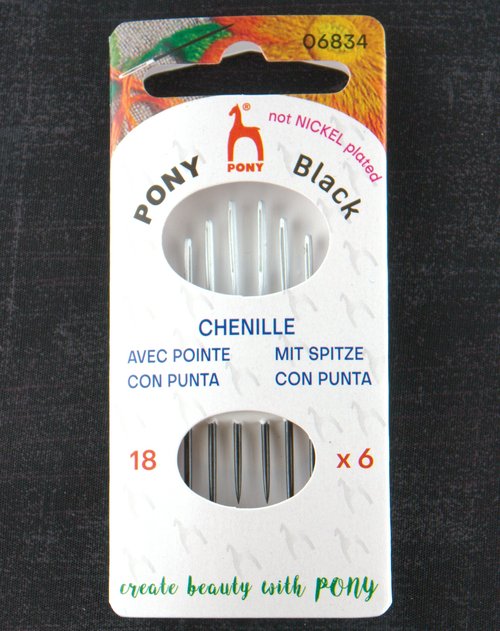 06834
not NICKEL plated
®
PONY
PONY Black
CHENILLE
AVEC POINTE MIT SPITZE
CON PUNTA CON PUNTA
18 x 6
create beauty with PONY